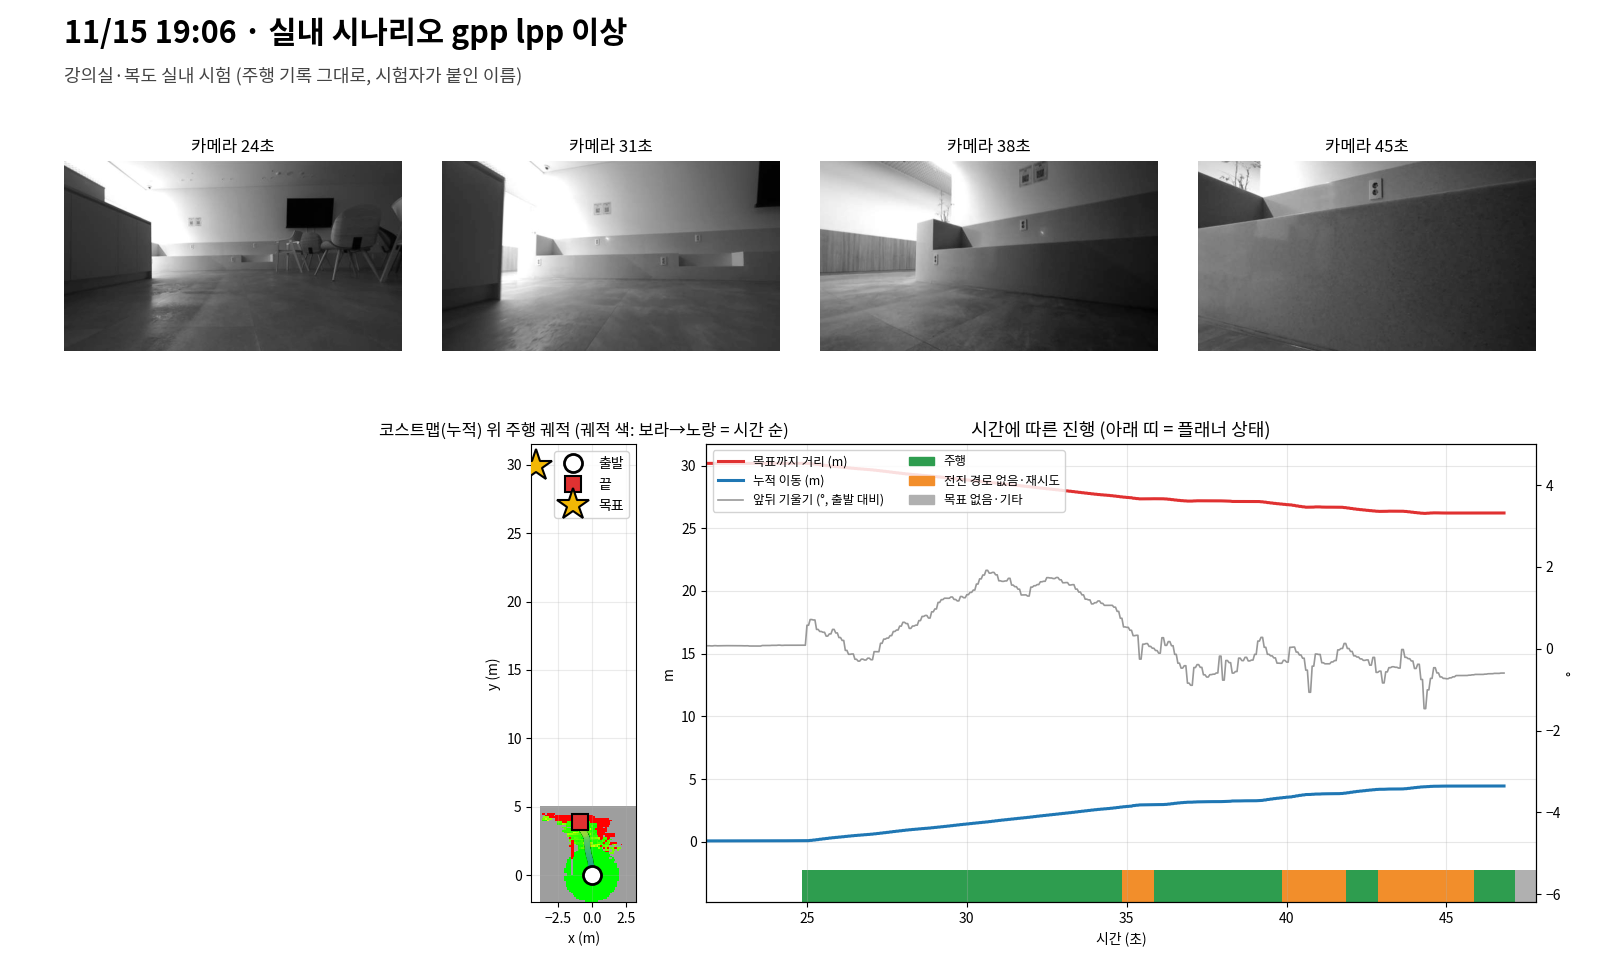 11/15 19:06 · 실내 시나리오 gpp lpp 이상
강의실·복도 실내 시험 (주행 기록 그대로, 시험자가 붙인 이름)
카메라 24초
카메라 31초
카메라 38초
카메라 45초
코스트맵(누적) 위 주행 궤적 (궤적 색: 보라→노랑 = 시간 순)
출발
끝
목표
30
25
20
15
10
5
0
y (m)
−2.5 0.0 2.5
x (m)
시간에 따른 진행 (아래 띠 = 플래너 상태)
목표까지 거리 (m)
누적 이동 (m)
앞뒤 기울기 (°, 출발 대비)
주행
전진 경로 없음·재시도
목표 없음·기타
30
25
20
15
10
5
0
m
4
2
0
−2
−4
−6
°
25 30 35 40 45
시간 (초)